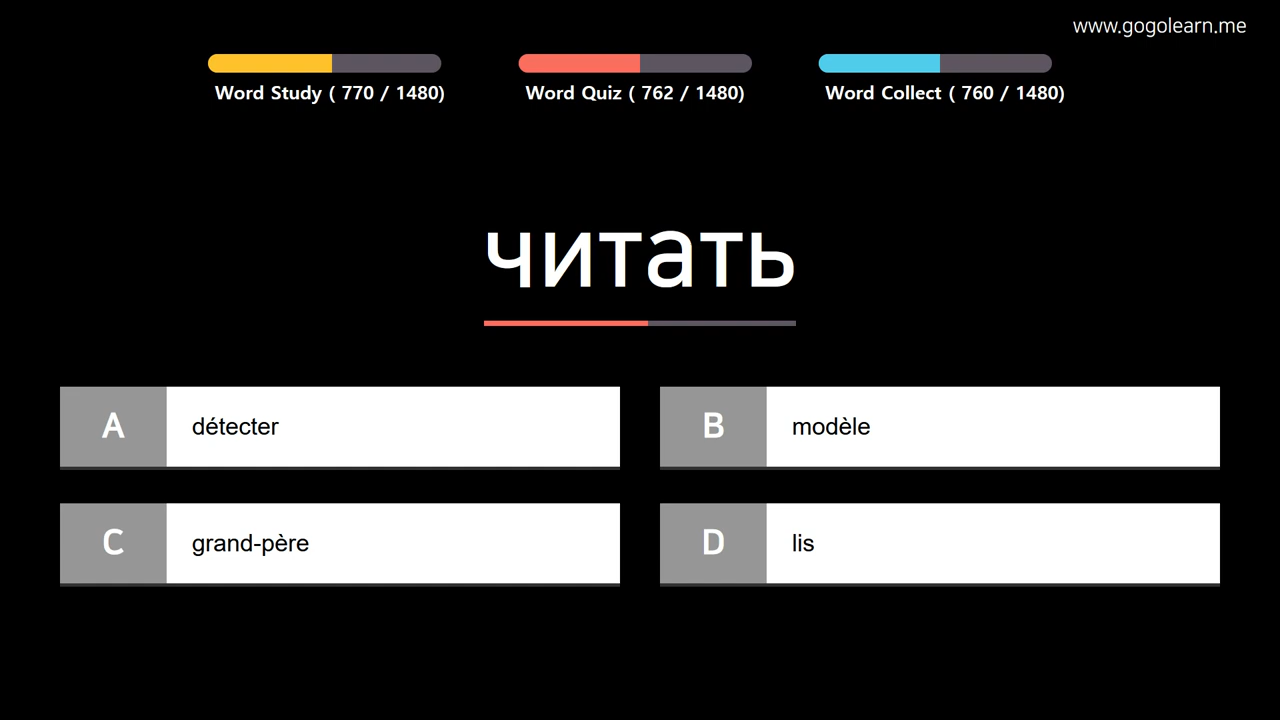 www.gogolearn.me
Word Study ( 770 / 1480)
Word Quiz ( 762 / 1480)
Word Collect ( 760 / 1480)
читать
A détecter
B modèle
C grand-père
D lis